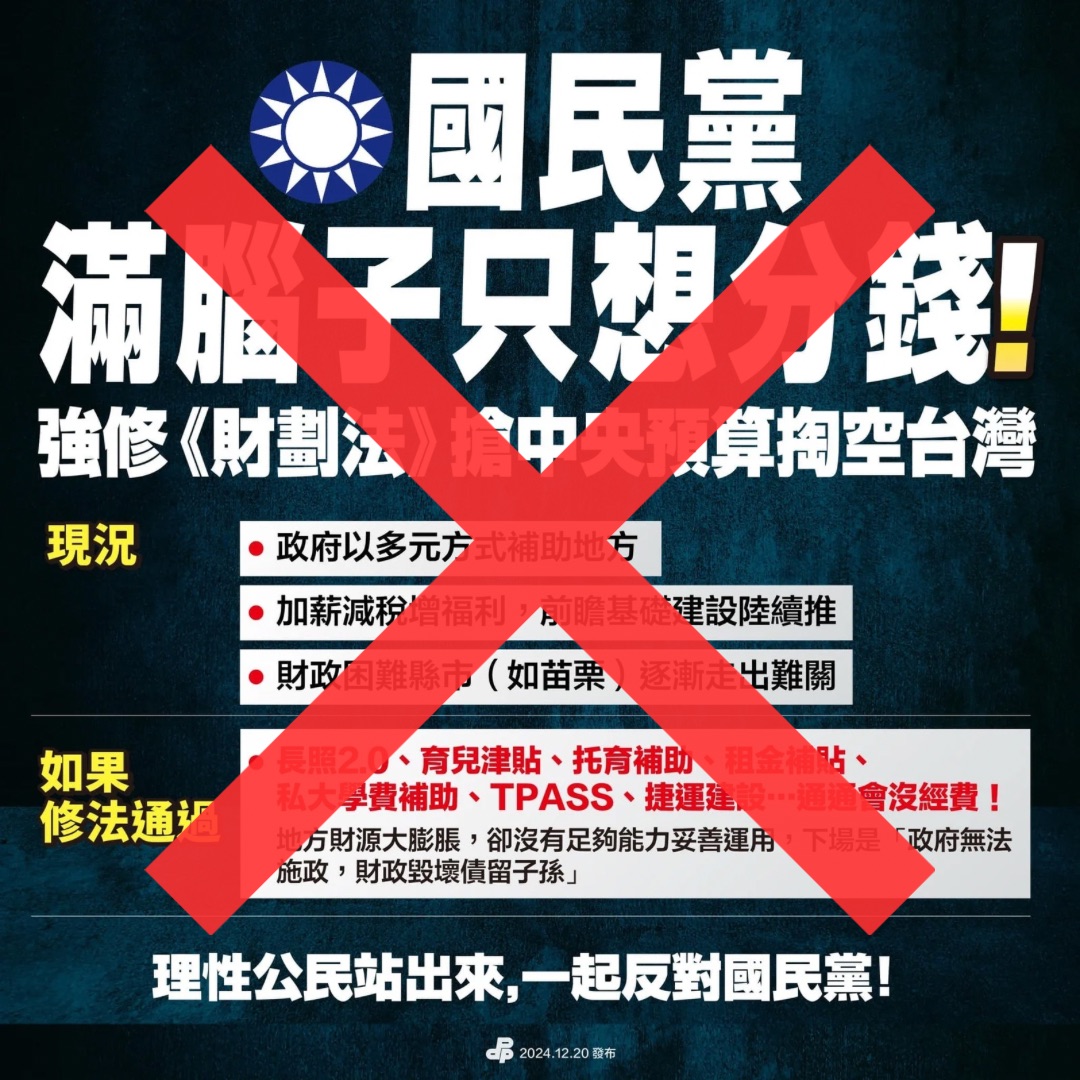 國民黨
滿腦子只想分錢!
強修《財劃法》搶中央預算掏空台灣
現況
• 政府以多元方式補助地方
• 加薪減稅增福利，前瞻基礎建設陸續推
• 財政困難縣市（如苗栗）逐漸走出難關
如果
修法通過
• 長照2.0、育兒津貼、托育補助、租金補貼、
私大學費補助、TPASS、捷運建設…通通會沒經費！
地方財源大膨脹，卻沒有足夠能力妥善運用，下場是「政府無法
施政，財政毀壞債留子孫」
理性公民站出來,一起反對國民黨!
DPP 2024.12.20 發布